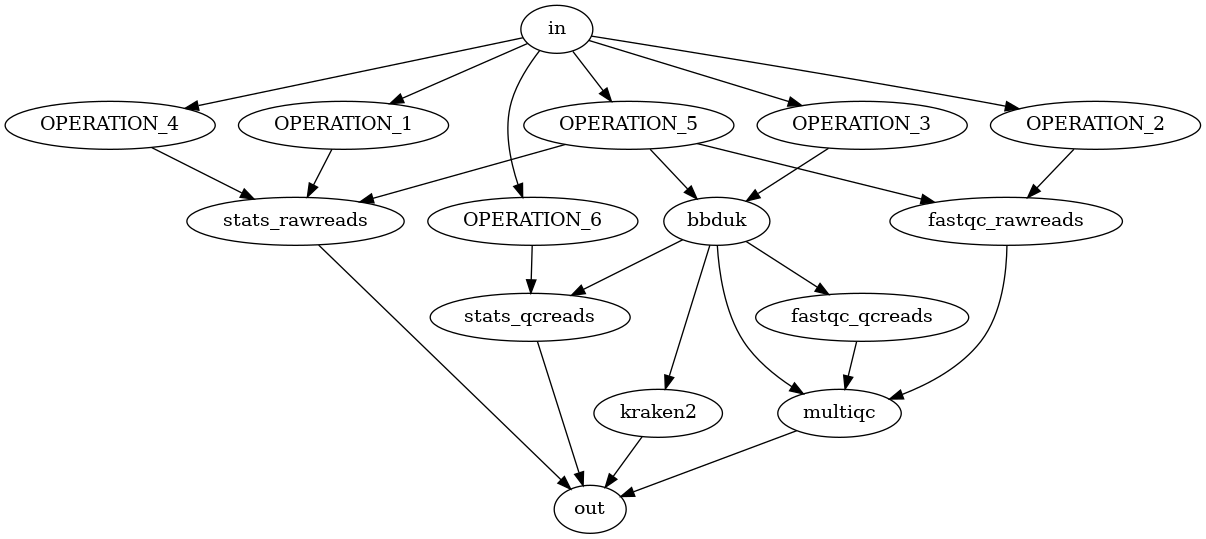 in
OPERATION_4
OPERATION_1
OPERATION_5
OPERATION_3
OPERATION_2
stats_rawreads
OPERATION_6
bbduk
fastqc_rawreads
stats_qcreads
fastqc_qcreads
kraken2
multiqc
out